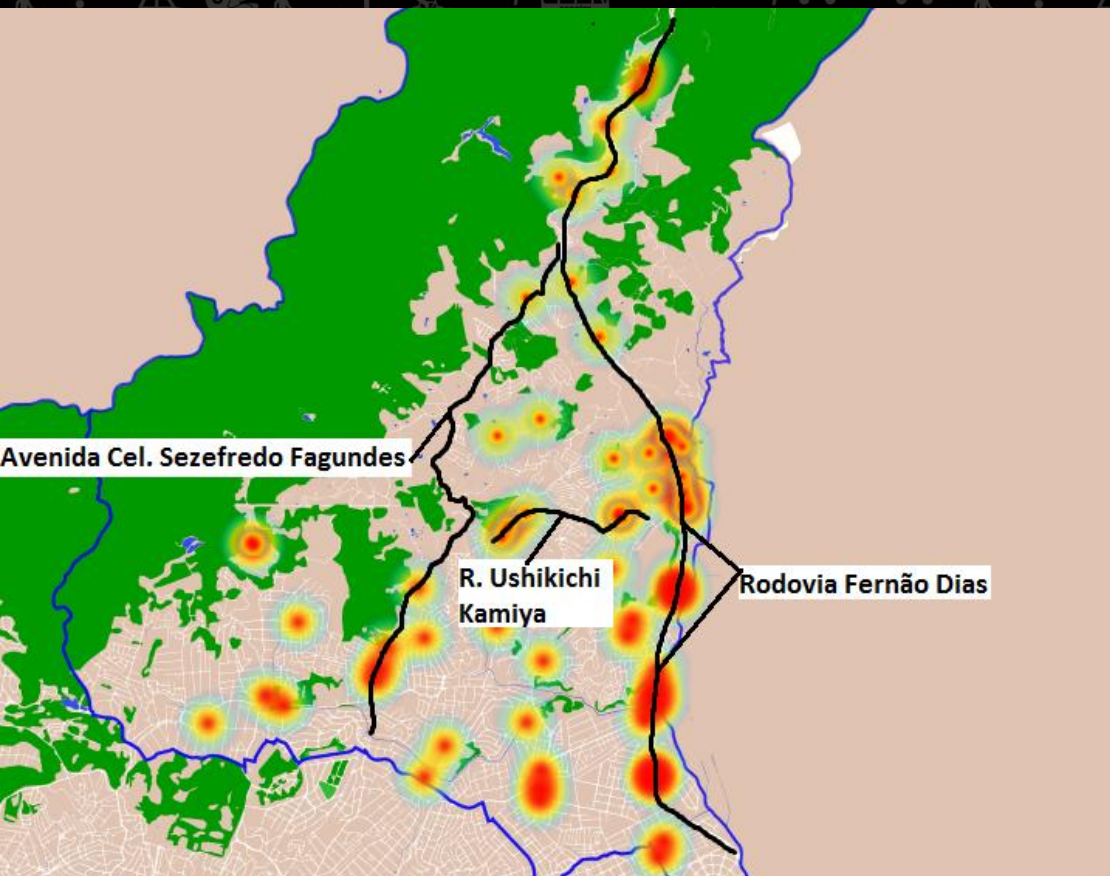 Avenida Cel. Sezefredo Fagundes
R. Ushikichi
Kamiya
Rodovia Fernão Dias